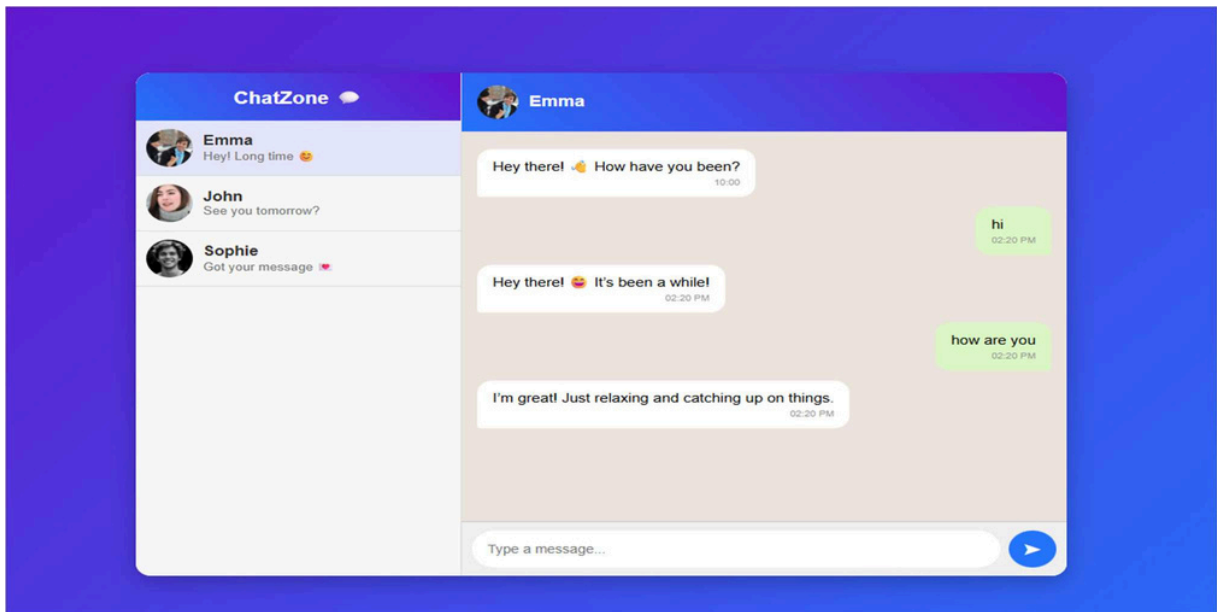 ChatZone 💬
Emma
Hey! Long time 😊
John
See you tomorrow?
Sophie
Got your message 💌
Emma
Hey there! 👋 How have you been?
10:00
hi
02:20 PM
Hey there! 😄 It's been a while!
02:20 PM
how are you
02:20 PM
I'm great! Just relaxing and catching up on things.
02:20 PM
Type a message...